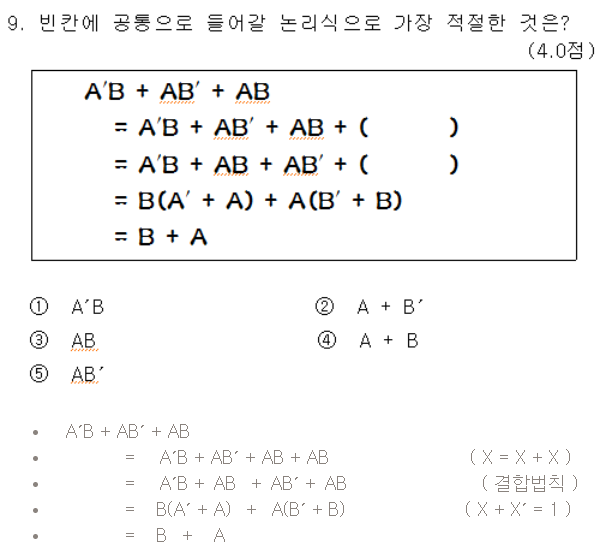 9. 빈칸에 공통으로 들어갈 논리식으로 가장 적절한 것은?
(4.0점)
A′B + AB′ + AB
= A′B + AB′ + AB + (          )
= A′B + AB + AB′ + (          )
= B(A′ + A) + A(B′ + B)
= B + A
① A′B ② A + B′
③ AB ④ A + B
⑤ AB′
• A′B + AB′ + AB
• = A′B + AB′ + AB + AB ( X = X + X )
• = A′B + AB + AB′ + AB ( 결합법칙 )
• = B(A′ + A) + A(B′ + B) ( X + X′ = 1 )
• = B + A